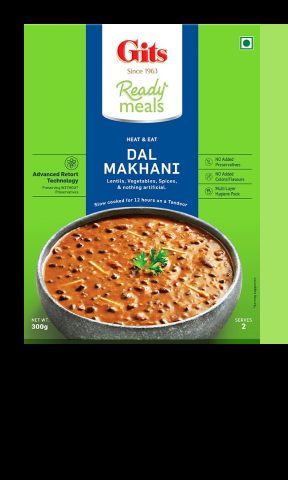 Gits
Since 1963
Ready
meals
HEAT & EAT
DAL
MAKHANI
Lentils, Vegetables, Spices,
& nothing artificial.
Slow cooked for 12 hours on a Tandoor
Advanced Retort
Technology
Preserving WITHOUT
Preservatives
NO Added
Preservatives
NO Added
Colors/Flavours
Multi Layer
Hygiene Pack
NET WT
300g
SERVES
2